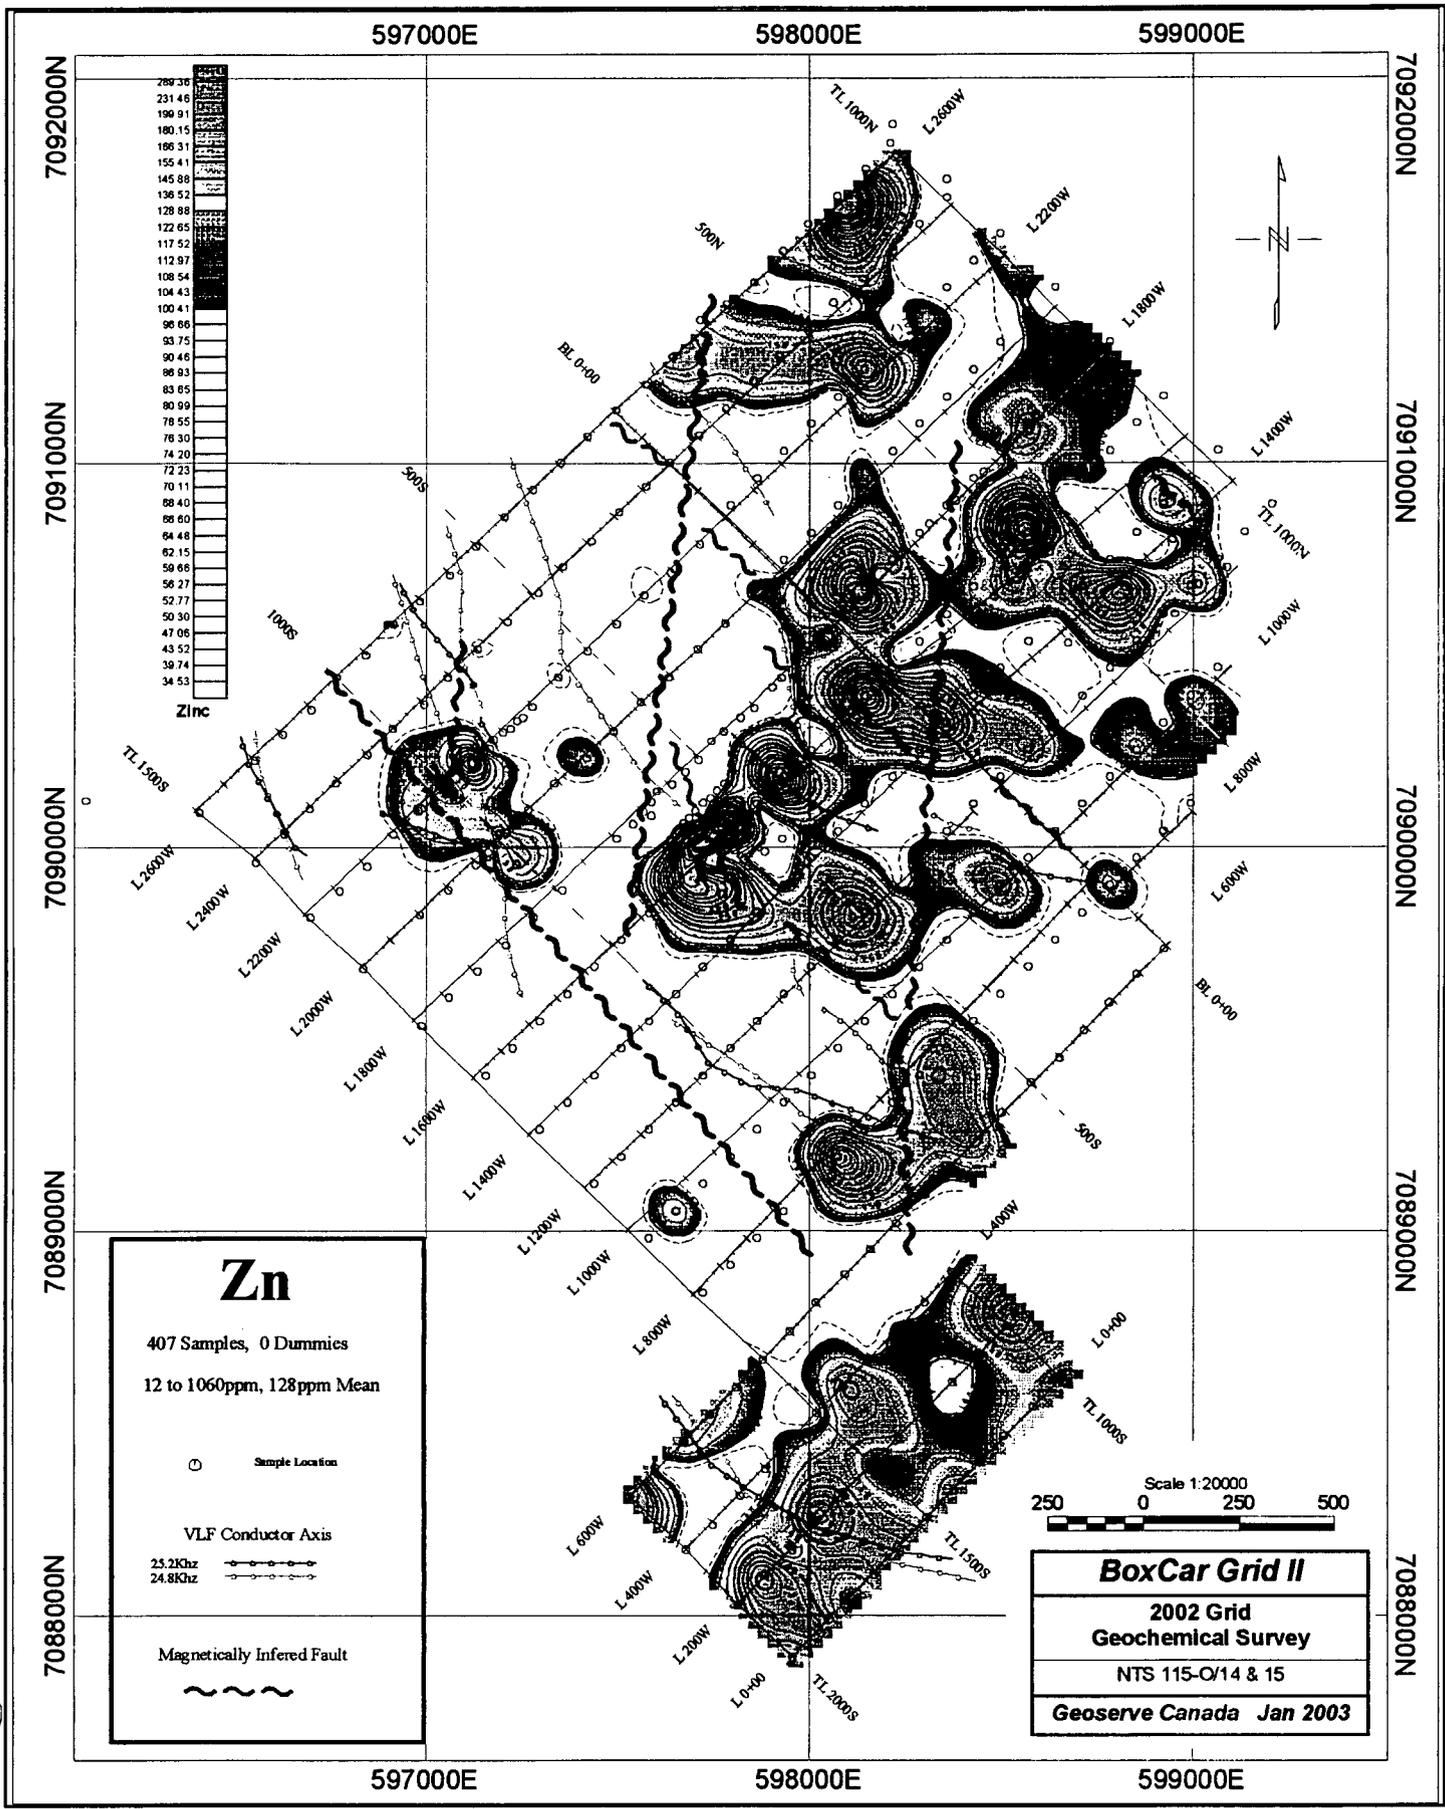 597000E
598000E
599000E
7092000N
7091000N
7090000N
7089000N
7088000N
7092000N
7091000N
7090000N
7089000N
7088000N
289.36
231.46
199.91
180.15
166.31
155.41
145.88
136.52
128.88
122.65
117.52
112.97
108.54
104.43
100.41
96.66
93.75
90.46
86.93
83.65
80.99
78.55
76.30
74.20
72.23
70.11
68.40
66.60
64.48
62.15
59.66
56.27
52.77
50.30
47.06
43.52
39.74
34.53
Zinc
TL 1000N
L 2600W
500N
L 2200W
L 1800W
BL 0+00
L 1400W
500S
TL 1000N
1000S
L 1000W
TL 1500S
L 800W
L 2600W
L 600W
L 2400W
L 2200W
BL 0+00
L 2000W
L 1800W
L 1600W
500S
L 1400W
L 400W
L 1200W
L 1000W
L 800W
L 0+00
TL 1000S
L 600W
TL 1500S
L 400W
L 200W
L 0+00
TL 2000S
Zn
407 Samples, 0 Dummies
12 to 1060ppm, 128ppm Mean
Sample Location
VLF Conductor Axis
25.2Khz
24.8Khz
Magnetically Infered Fault
Scale 1:20000
250 0 250 500
BoxCar Grid II
2002 Grid
Geochemical Survey
NTS 115-O/14 & 15
Geoserve Canada Jan 2003
597000E
598000E
599000E